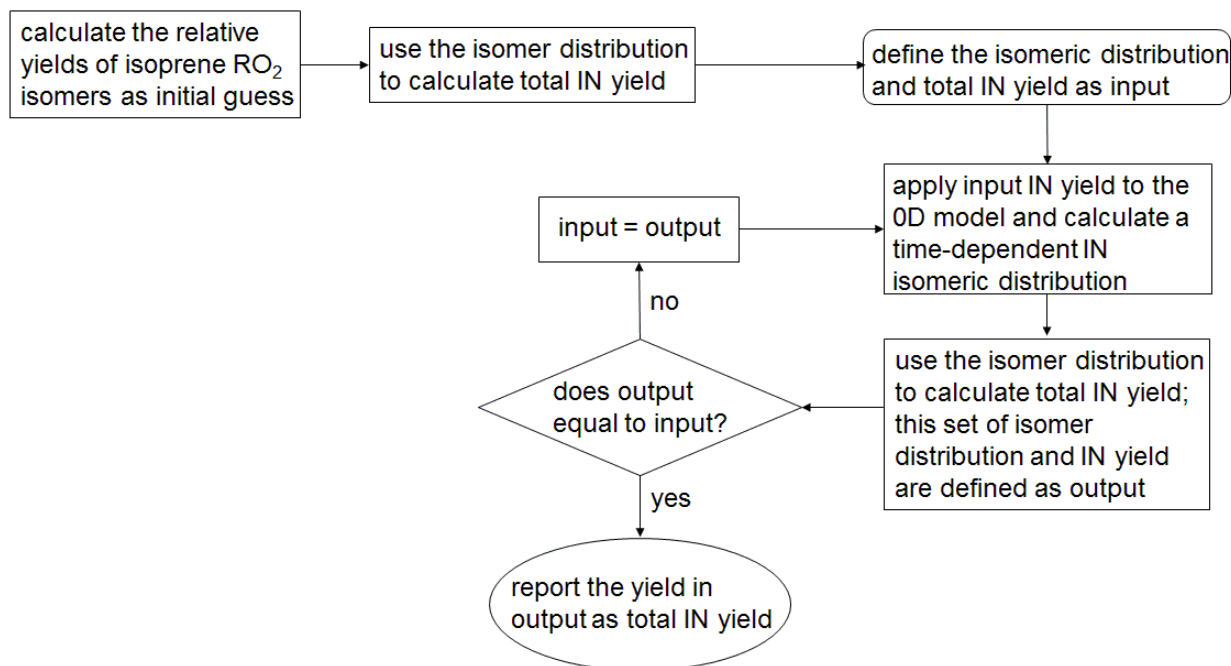 calculate the relative
yields of isoprene RO₂
isomers as initial guess
use the isomer distribution
to calculate total IN yield
define the isomeric distribution
and total IN yield as input
apply input IN yield to the
0D model and calculate a
time-dependent IN
isomeric distribution
input = output
no
use the isomer distribution
to calculate total IN yield;
this set of isomer
distribution and IN yield
are defined as output
does output
equal to input?
yes
report the yield in
output as total IN yield